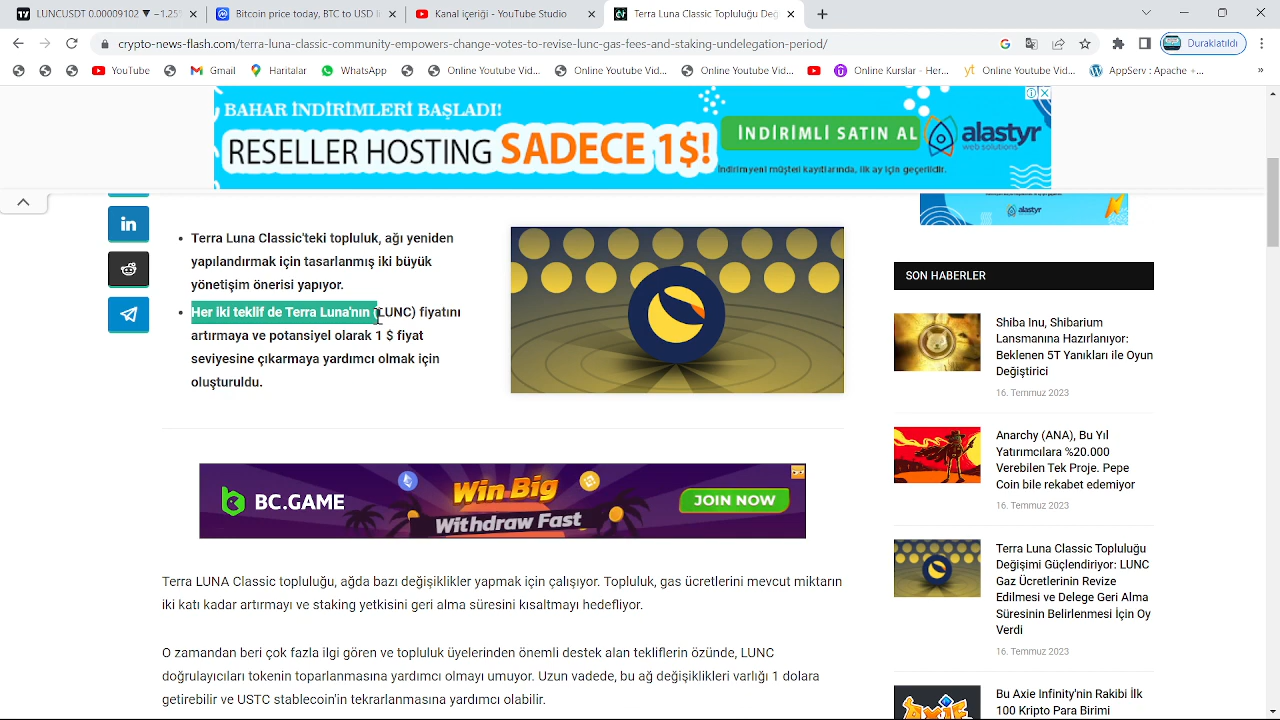 LUNCUSDT 0.00009102 ▼ −1.25%
Bitcoin price today, BTC to USD l
Kanal içeriği - YouTube Studio
Terra Luna Classic Topluluğu Değ
crypto-news-flash.com/terra-luna-classic-community-empowers-change-votes-to-revise-lunc-gas-fees-and-staking-undelegation-period/
Duraklatıldı
YouTube
Gmail
Haritalar
WhatsApp
Online Youtube Vid...
Online Youtube Vid...
Online Youtube Vid...
Online Kurslar - Her...
Youtube Video...
AppServ : Apache +...
BAHAR İNDİRİMLERİ BAŞLADI!
RESELLER HOSTING SADECE 1$!
İNDİRİMLİ SATIN AL
İndirim yeni müşteri kayıtlarında, ilk ay için geçerlidir.
alastyr
web solutions
alastyr
Terra Luna Classic'teki topluluk, ağı yeniden
yapılandırmak için tasarlanmış iki büyük
yönetişim önerisi yapıyor.
Her iki teklif de Terra Luna'nın (LUNC) fiyatını
artırmaya ve potansiyel olarak 1 $ fiyat
seviyesine çıkarmaya yardımcı olmak için
oluşturuldu.
BC.GAME
Win Big
Withdraw Fast
JOIN NOW
Terra LUNA Classic topluluğu, ağda bazı değişiklikler yapmak için çalışıyor. Topluluk, gas ücretlerini mevcut miktarın
iki katı kadar artırmayı ve staking yetkisini geri alma süresini kısaltmayı hedefliyor.
O zamandan beri çok fazla ilgi gören ve topluluk üyelerinden önemli destek alan tekliflerin özünde, LUNC
doğrulayıcıları tokenin toparlanmasına yardımcı olmayı umuyor. Uzun vadede, bu ağ değişiklikleri varlığı 1 dolara
getirebilir ve USTC stablecoin'in tekrarlanmasına yardımcı olabilir.
SON HABERLER
Shiba Inu, Shibarium
Lansmanına Hazırlanıyor:
Beklenen 5T Yanıkları ile Oyun
Değiştirici
16. Temmuz 2023
Anarchy (ANA), Bu Yıl
Yatırımcılara %20.000
Verebilen Tek Proje. Pepe
Coin bile rekabet edemiyor
16. Temmuz 2023
Terra Luna Classic Topluluğu
Değişimi Güçlendiriyor: LUNC
Gaz Ücretlerinin Revize
Edilmesi ve Delege Geri Alma
Süresinin Belirlenmesi İçin Oy
Verdi
16. Temmuz 2023
Bu Axie Infinity'nin Rakibi İlk
100 Kripto Para Birimi